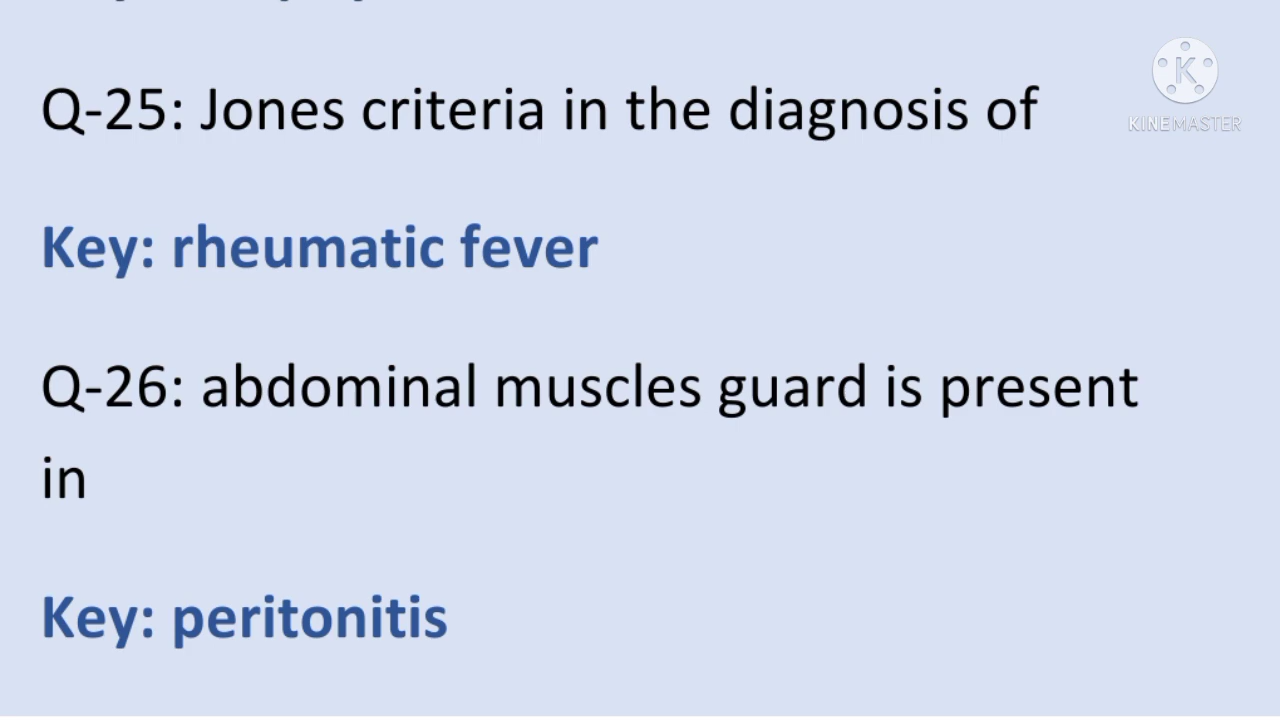 Q-25: Jones criteria in the diagnosis of
KINEMASTER
Key: rheumatic fever
Q-26: abdominal muscles guard is present
in
Key: peritonitis